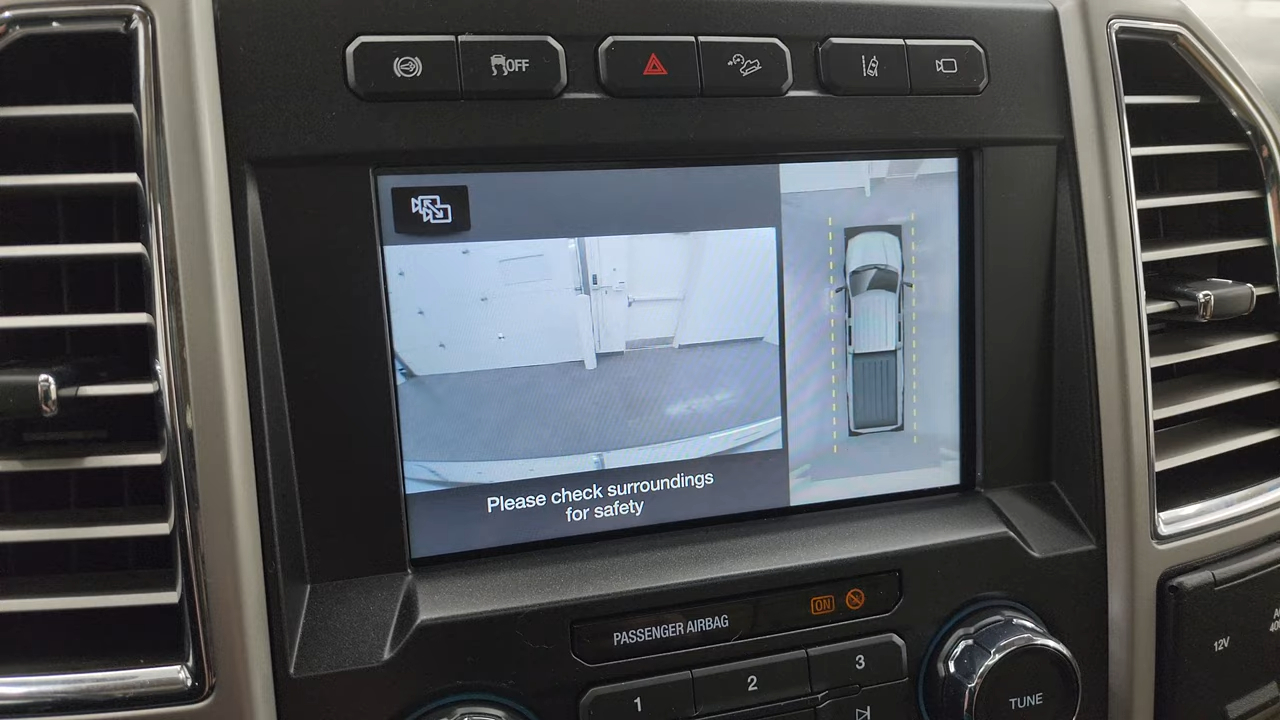 OFF
Please check surroundings
for safety
PASSENGER AIRBAG
ON
1
2
3
TUNE
12V